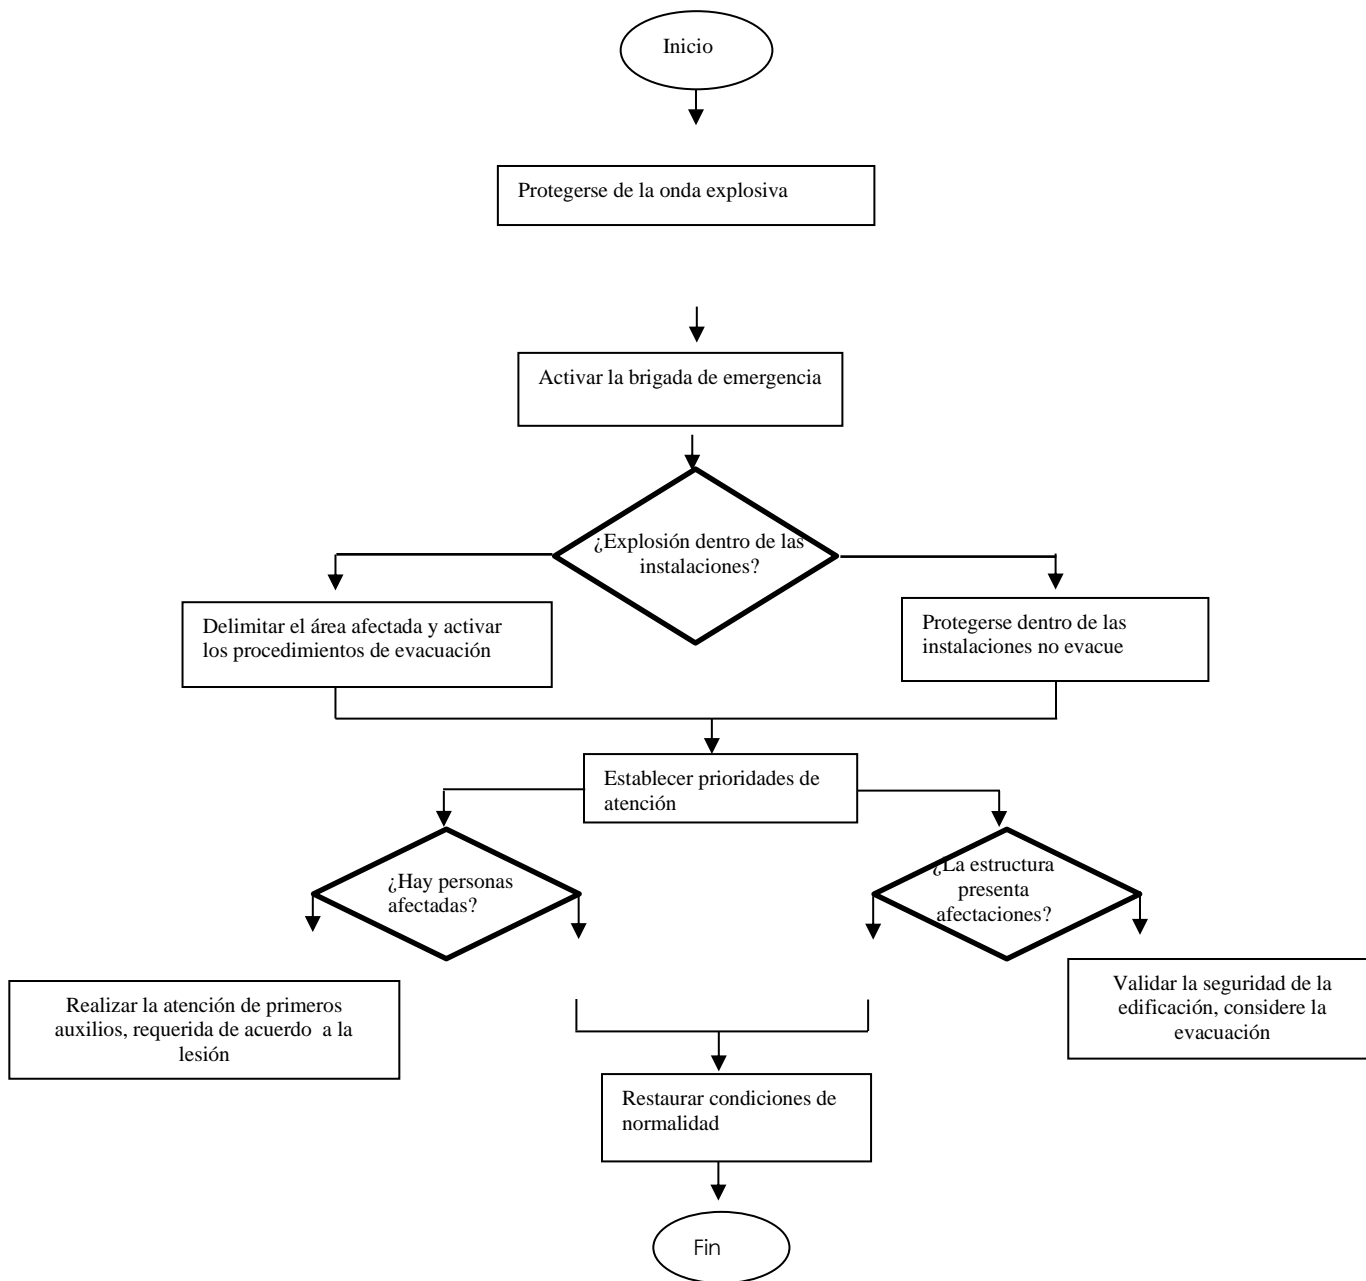 Inicio
Protegerse de la onda explosiva
Activar la brigada de emergencia
¿Explosión dentro de las
instalaciones?
Delimitar el área afectada y activar
los procedimientos de evacuación
Protegerse dentro de las
instalaciones no evacue
Establecer prioridades de
atención
¿Hay personas
afectadas?
¿La estructura
presenta
afectaciones?
Realizar la atención de primeros
auxilios, requerida de acuerdo  a la
lesión
Validar la seguridad de la
edificación, considere la
evacuación
Restaurar condiciones de
normalidad
Fin